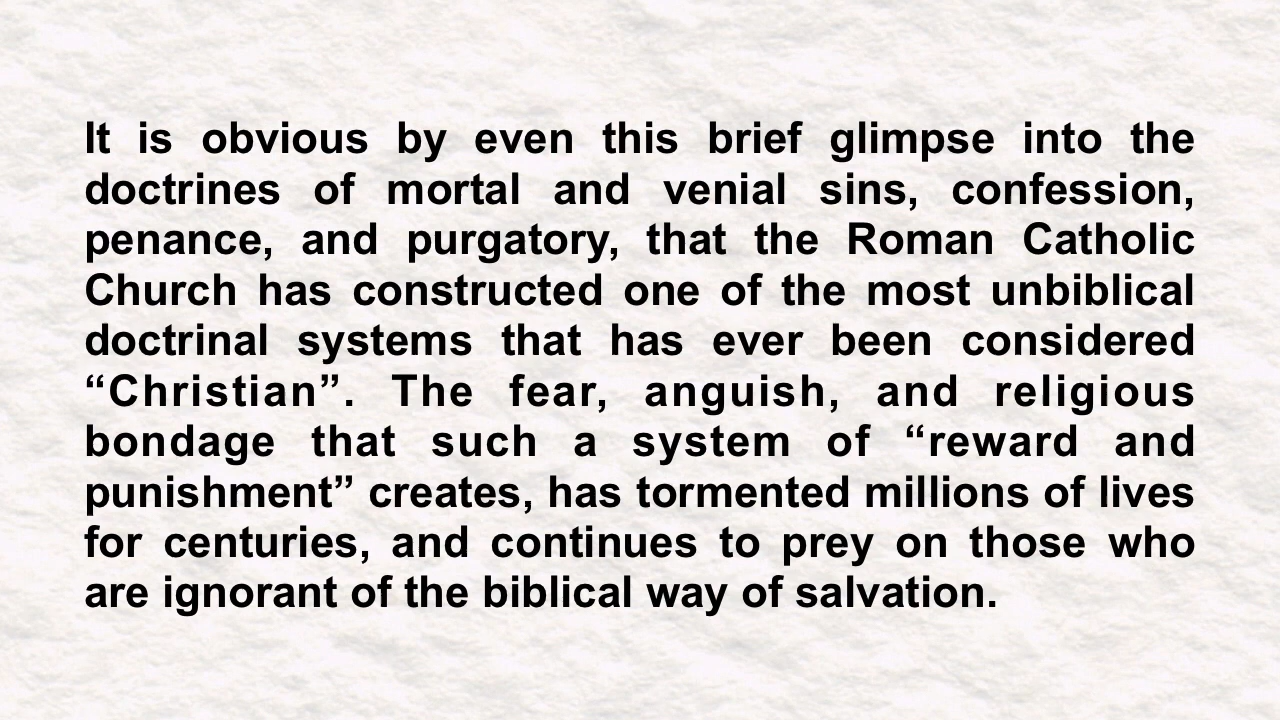 It is obvious by even this brief glimpse into the
doctrines of mortal and venial sins, confession,
penance, and purgatory, that the Roman Catholic
Church has constructed one of the most unbiblical
doctrinal systems that has ever been considered
“Christian”. The fear, anguish, and religious
bondage that such a system of “reward and
punishment” creates, has tormented millions of lives
for centuries, and continues to prey on those who
are ignorant of the biblical way of salvation.